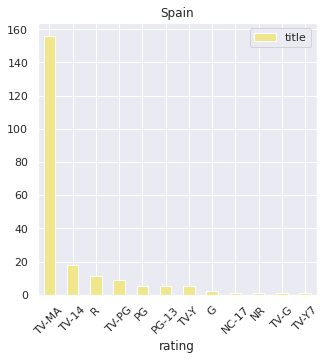 Spain
title
160
140
120
100
80
60
40
20
0
TV-MA
TV-14
R
TV-PG
PG
PG-13
TV-Y
G
NC-17
NR
TV-G
TV-Y7
rating